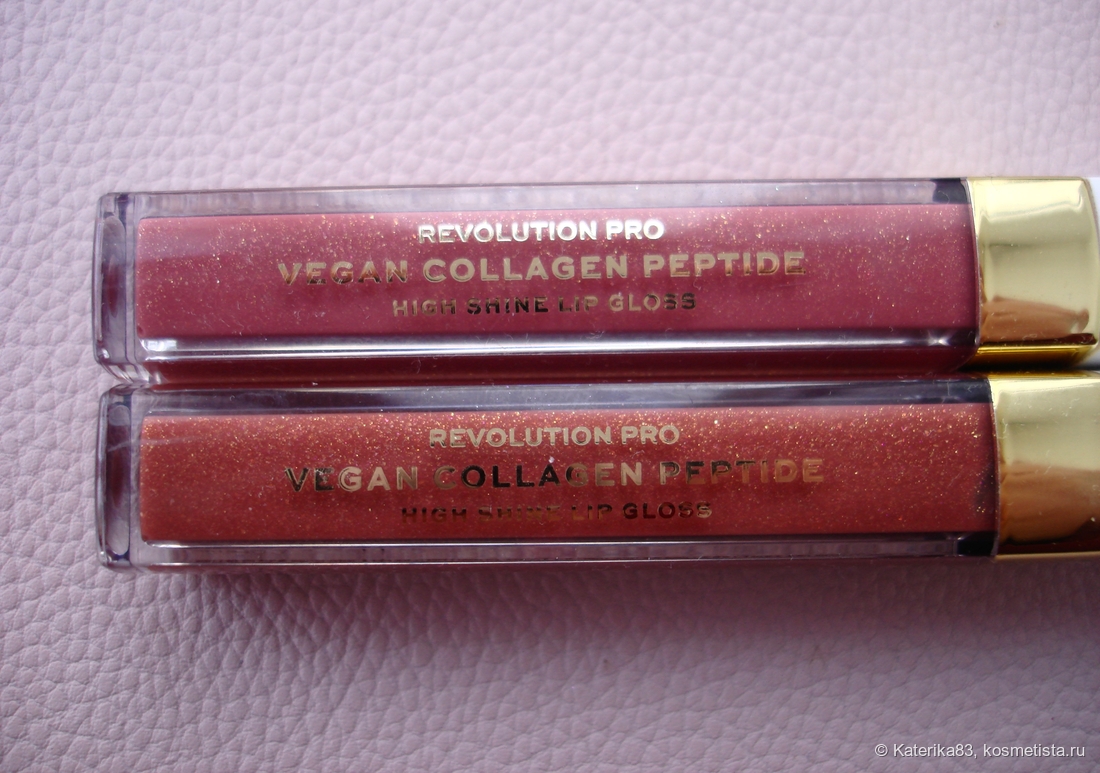 REVOLUTION PRO
VEGAN COLLAGEN PEPTIDE
HIGH SHINE LIP GLOSS
REVOLUTION PRO
VEGAN COLLAGEN PEPTIDE
HIGH SHINE LIP GLOSS
© Katerika83, kosmetista.ru